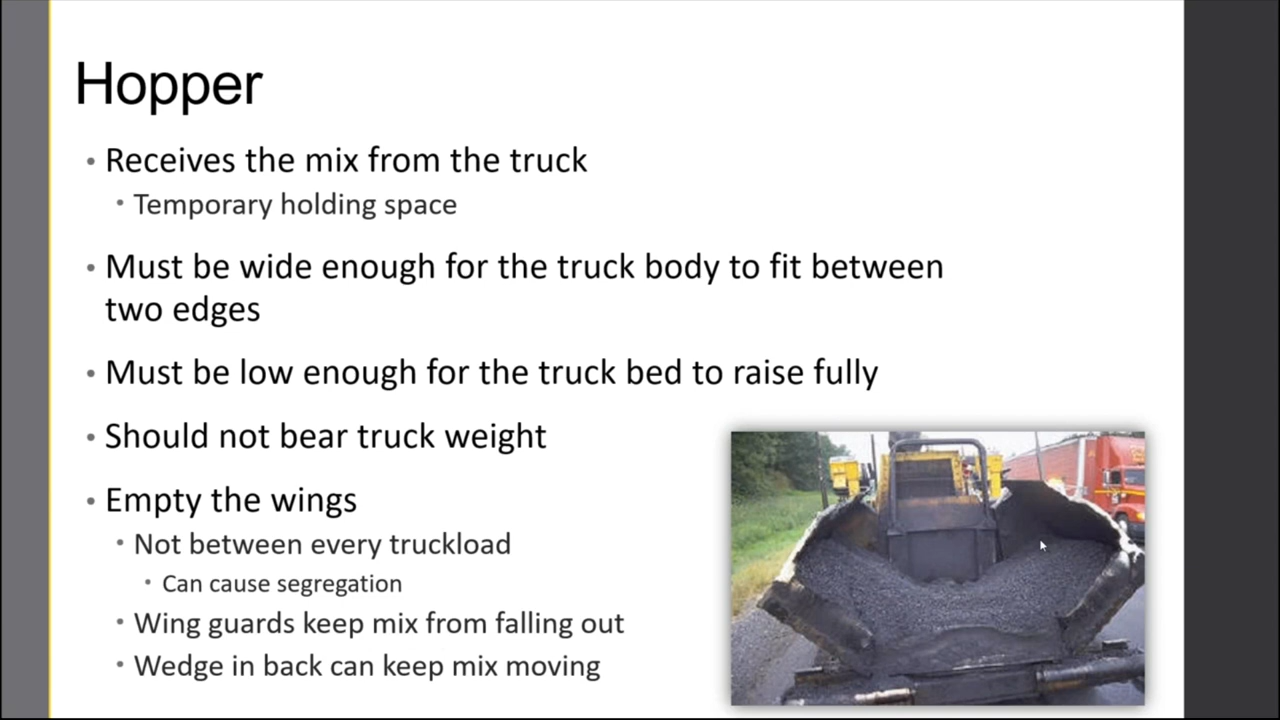 Hopper
• Receives the mix from the truck
• Temporary holding space
• Must be wide enough for the truck body to fit between
two edges
• Must be low enough for the truck bed to raise fully
• Should not bear truck weight
• Empty the wings
• Not between every truckload
• Can cause segregation
• Wing guards keep mix from falling out
• Wedge in back can keep mix moving